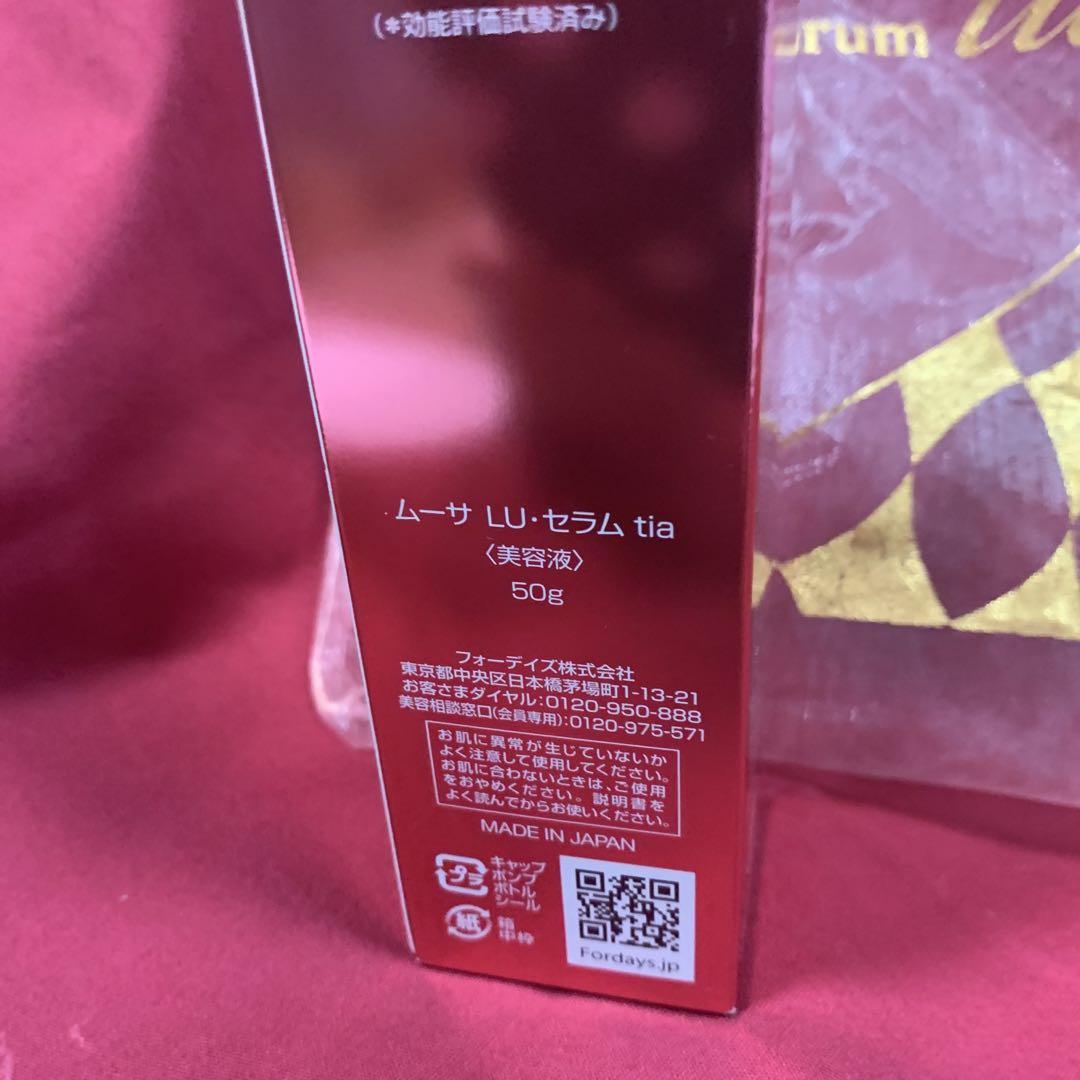 (*効能評価試験済み)
ムーサ LU・セラム tia
〈美容液〉
50g
フォーデイズ株式会社
東京都中央区日本橋茅場町1-13-21
お客さまダイヤル:0120-950-888
美容相談窓口(会員専用):0120-975-571
お肌に異常が生じていないか
よく注意して使用してください。
お肌に合わないときは、ご使用
をおやめください。説明書を
よく読んでからお使いください。
MADE IN JAPAN
プラ
キャップ
ポンプ
ボトル
シール
紙
箱
中枠
Fordays.jp